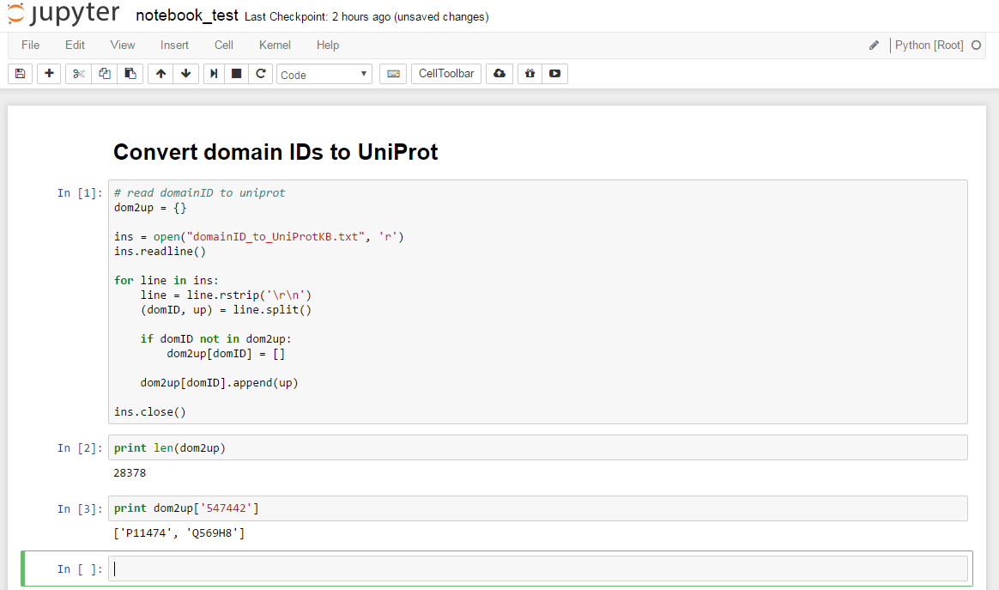 jupyter notebook_test Last Checkpoint: 2 hours ago (unsaved changes)
File Edit View Insert Cell Kernel Help Python [Root]
Code CellToolbar
Convert domain IDs to UniProt
In [1]: # read domainID to uniprot
dom2up = {}
ins = open("domainID_to_UniProtKB.txt", 'r')
ins.readline()
for line in ins:
    line = line.rstrip('\r\n')
    (domID, up) = line.split()
    if domID not in dom2up:
        dom2up[domID] = []
    dom2up[domID].append(up)
ins.close()
In [2]: print len(dom2up)
28378
In [3]: print dom2up['547442']
['P11474', 'Q569H8']
In [ ]: